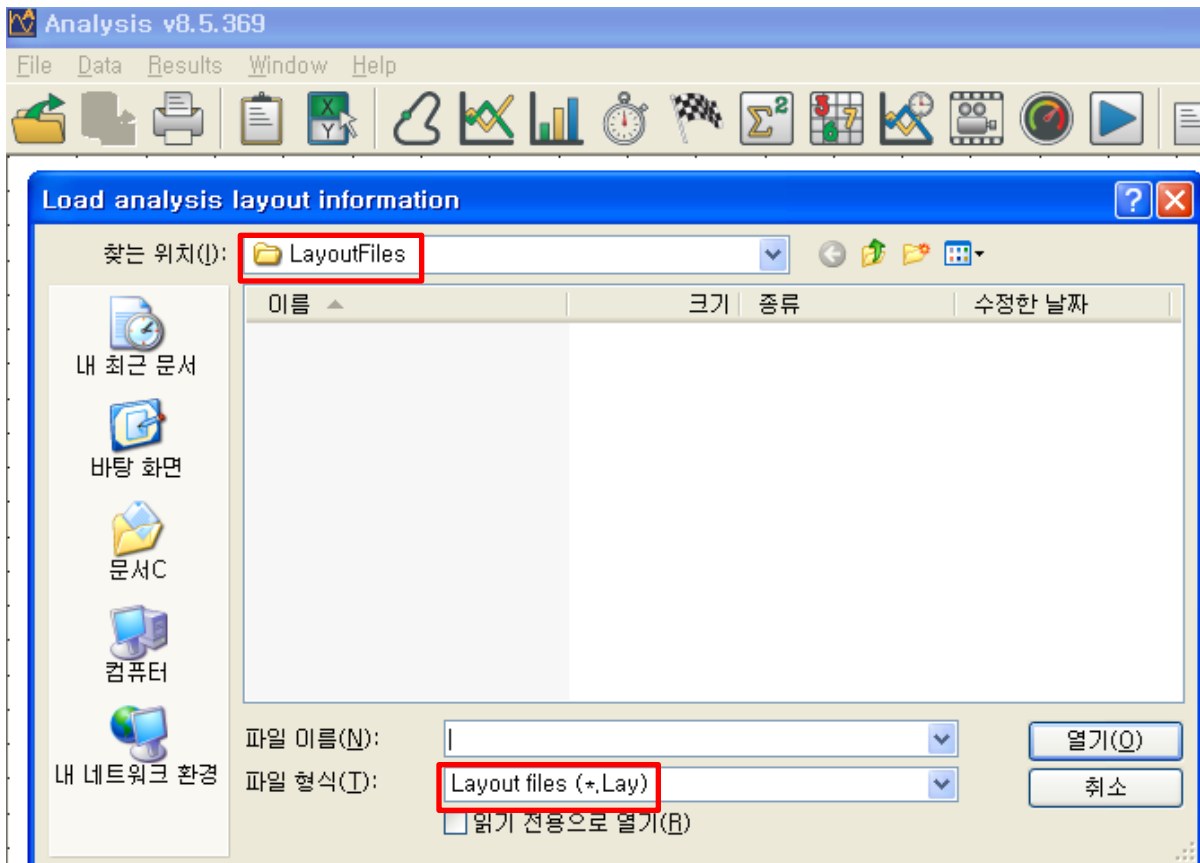 Analysis v8.5.369
File Data Results Window Help
Load analysis layout information
찾는 위치(I): LayoutFiles
이름 크기 종류 수정한 날짜
내 최근 문서
바탕 화면
문서C
컴퓨터
내 네트워크 환경
파일 이름(N): 열기(O)
파일 형식(T): Layout files (*,Lay) 취소
읽기 전용으로 열기(R)